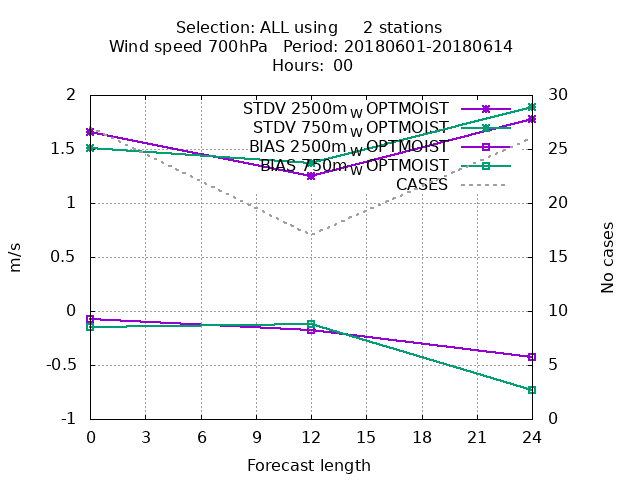 Selection: ALL using 2 stations
Wind speed 700hPa Period: 20180601-20180614
Hours: 00
2
1.5
1
0.5
0
-0.5
-1
30
25
20
15
10
5
0
STDV 2500m_W OPTMOIST
STDV 750m_W OPTMOIST
BIAS 2500m_W OPTMOIST
BIAS 750m_W OPTMOIST
CASES
m/s
No cases
0 3 6 9 12 15 18 21 24
Forecast length